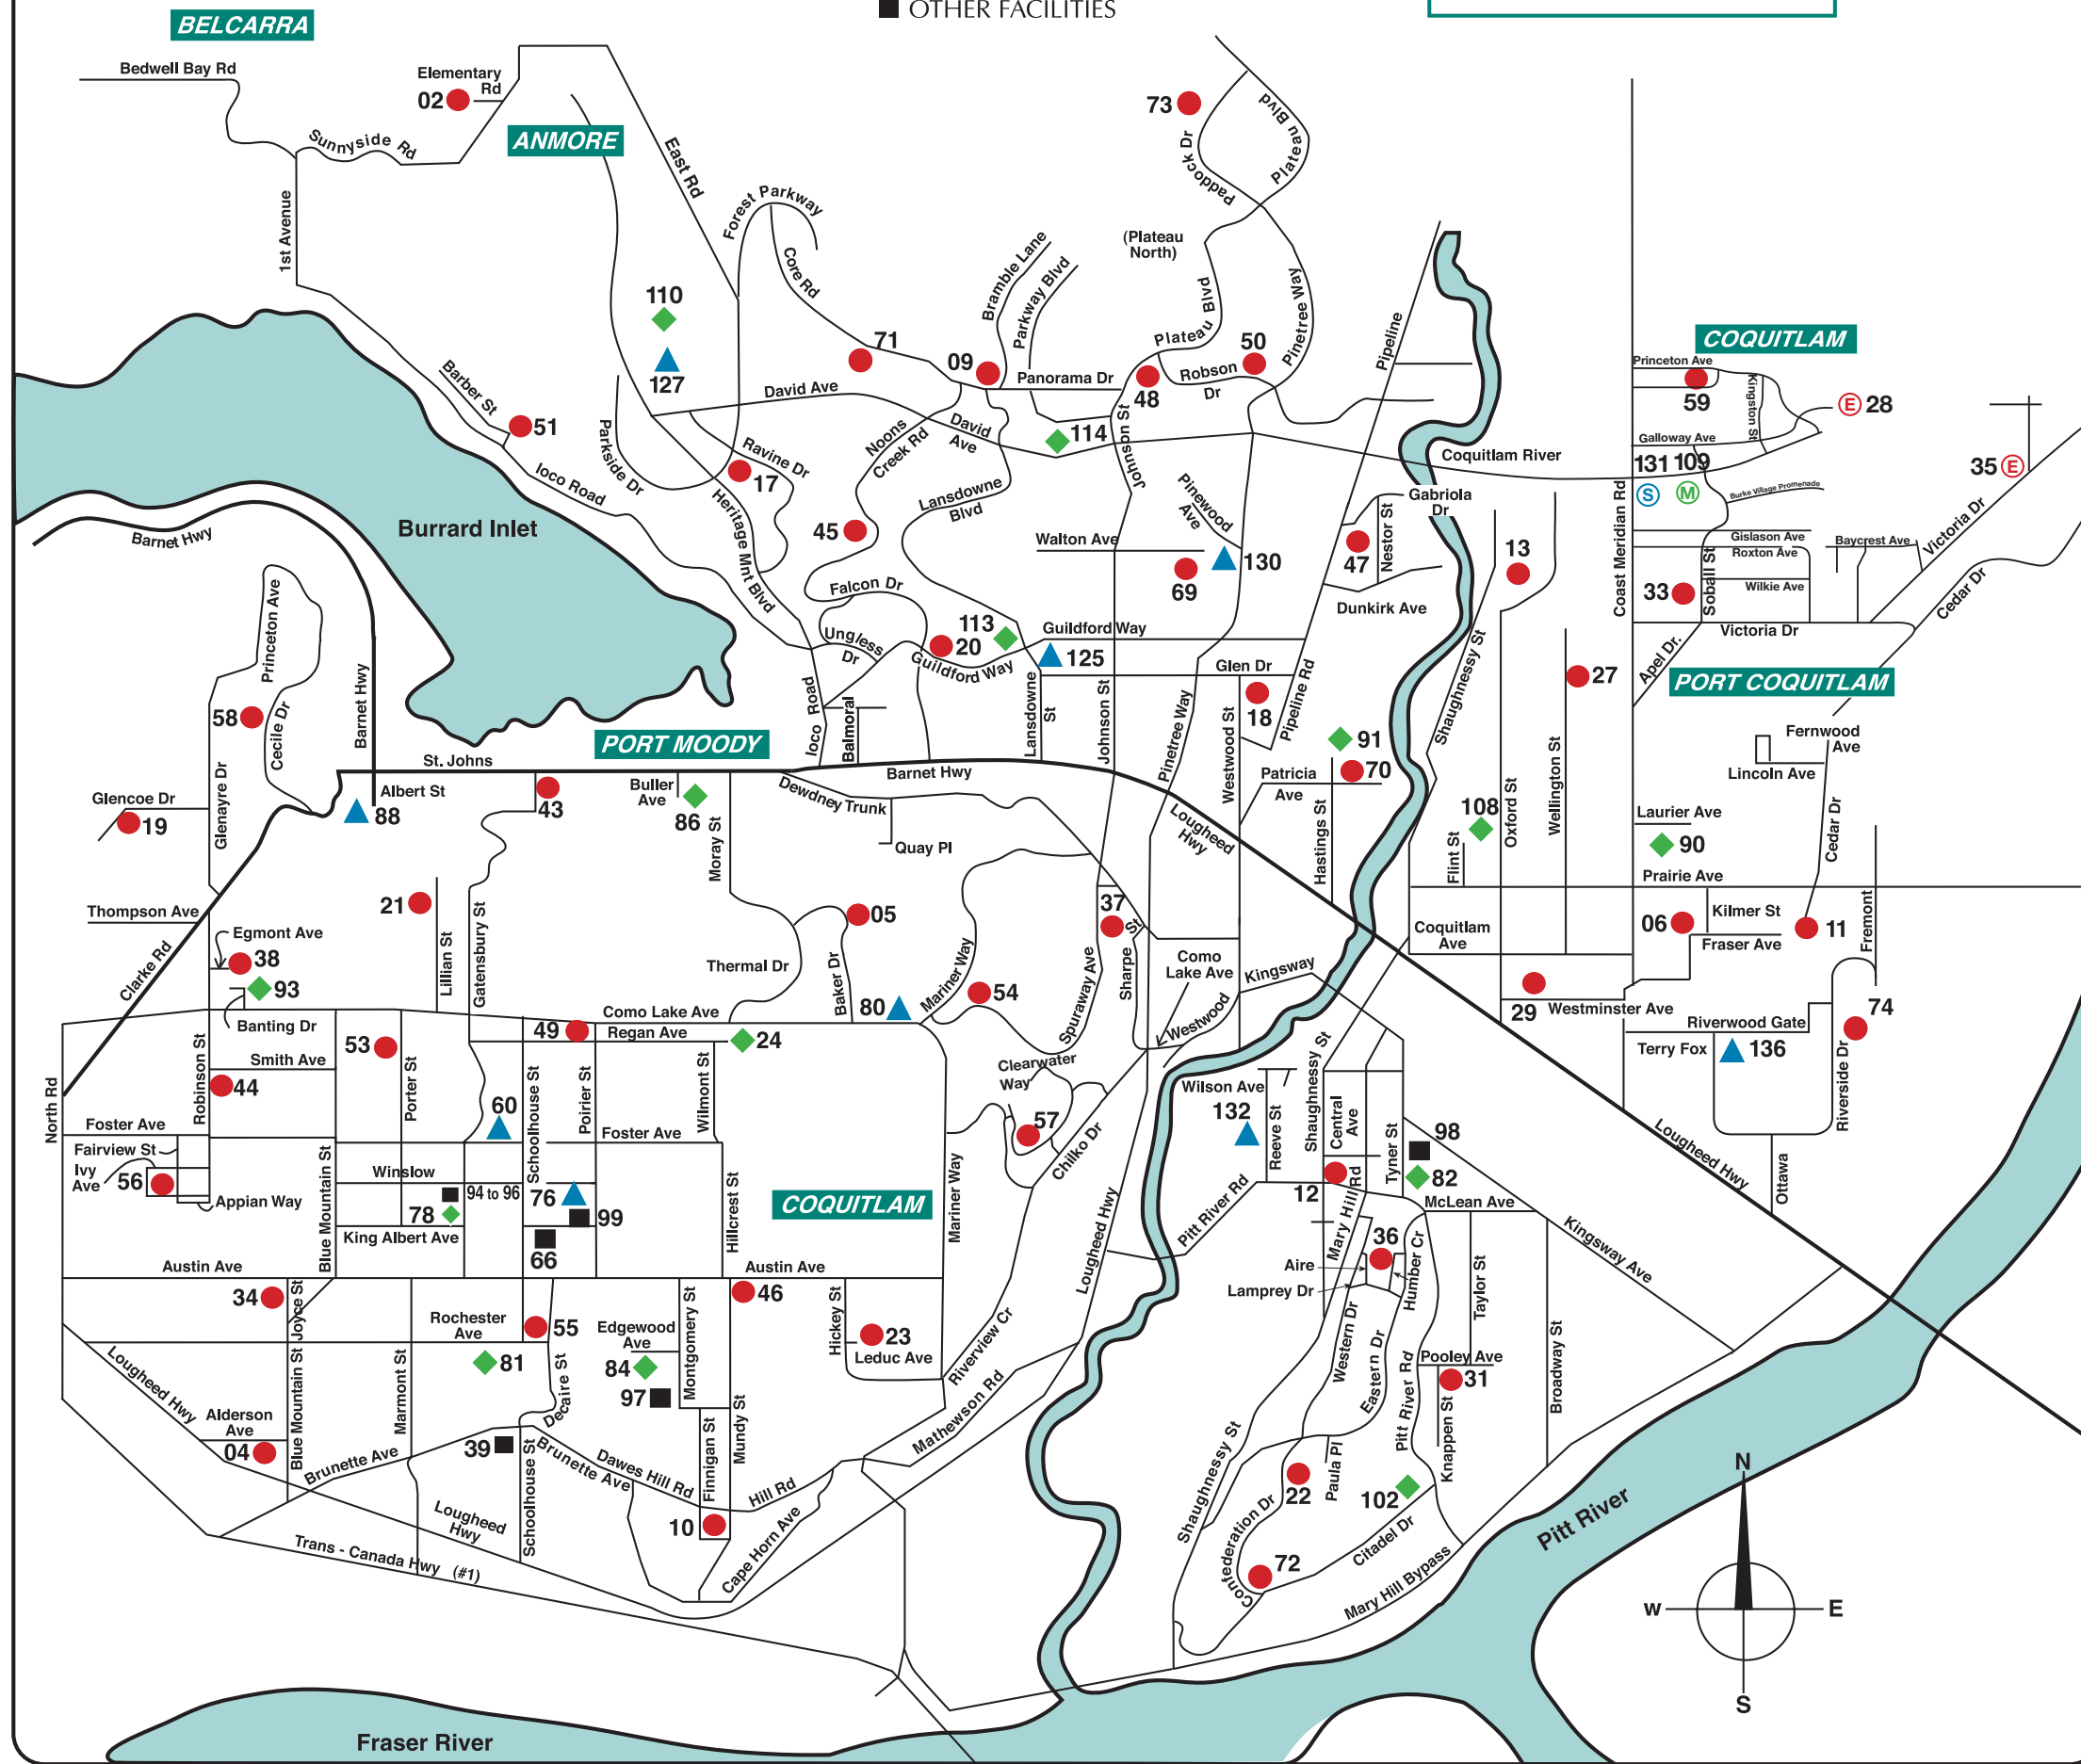 OTHER FACILITIES
BELCARRA
Bedwell Bay Rd
Elementary
Rd
02
Sunnyside Rd
ANMORE
East Rd
1st Avenue
Forest Parkway
Core Rd
73
Paddock Dr
Plateau Blvd
Plateau
(Plateau
North)
Bramble Lane
Parkway Blvd
Plateau Blvd
Pinetree Way
Pipeline
110
127
71
09
Panorama Dr
48
50
Robson
Dr
David Ave
David
Ave
114
Johnson St
Noons
Creek Rd
Barber St
51
Ioco Road
Parkside Dr
Ravine Dr
17
Heritage Mnt Blvd
45
Lansdowne
Blvd
Pinewood
Ave
Walton Ave
69
130
Coquitlam River
Gabriola
Dr
47
Nestor St
Dunkirk Ave
13
COQUITLAM
Princeton Ave
59
Kingston St
E 28
Galloway Ave
131 109
S
M
Burke Village Promenade
35 E
Coast Meridian Rd
Gislason Ave
Roxton Ave
Baycrest Ave
Victoria Dr
33
Soball St
Wilkie Ave
Cedar Dr
Victoria Dr
Apel Dr.
PORT COQUITLAM
Burrard Inlet
Barnet Hwy
Princeton Ave
Barnet Hwy
58
Cecile Dr
Falcon Dr
Ungless
Dr
20
113
Guildford Way
Guildford Way
125
Glen Dr
18
Pipeline Rd
Shaughnessy St
27
Fernwood
Ave
Lincoln Ave
PORT MOODY
Ioco Road
Balmoral
Lansdowne
St
Johnson St
Pinetree Way
Westwood St
91
70
Patricia
Ave
Hastings St
St. Johns
Barnet Hwy
Glencoe Dr
19
Glenayre Dr
Albert St
88
43
Buller
Ave
86
Moray St
Dewdney Trunk
Quay Pl
Lougheed
Hwy
108
Flint St
Oxford St
Wellington St
Laurier Ave
90
Cedar Dr
Prairie Ave
Thompson Ave
Clarke Rd
Egmont Ave
38
93
Banting Dr
21
Lillian St
Gatensbury St
Thermal Dr
05
Baker Dr
80
Mariner Way
54
37
Spuraway Ave
Sharpe St
Como
Lake Ave
Kingsway
Westwood
Coquitlam
Ave
06
Kilmer St
Fraser Ave
11
Fremont
29
Westminster Ave
Riverwood Gate
Terry Fox
136
74
Riverside Dr
Como Lake Ave
Regan Ave
49
24
53
Smith Ave
44
Robinson St
Porter St
60
Schoolhouse St
Poirier St
Wilmont St
Foster Ave
Clearwater
Way
57
Chilko Dr
Wilson Ave
132
Reeve St
Shaughnessy St
Central
Ave
Tyner St
98
82
Lougheed Hwy
Ottawa
North Rd
Foster Ave
Fairview St
Ivy
Ave
56
Appian Way
Blue Mountain St
Winslow
94 to 96
78
King Albert Ave
76
99
66
Hillcrest St
COQUITLAM
Mariner Way
Lougheed Hwy
Pitt River Rd
12
Mary Hill Rd
McLean Ave
36
Aire
Lamprey Dr
Humber Cr
Taylor St
Kingsway Ave
Austin Ave
Austin Ave
34
Joyce St
Rochester
Ave
55
81
Edgewood
Ave
84
97
Montgomery St
46
Hickey St
23
Leduc Ave
Riverview Cr
Western Dr
Eastern Dr
Pitt River Rd
Pooley Ave
31
Knappen St
Broadway St
Lougheed Hwy
Alderson
Ave
04
Blue Mountain St
Marmont St
Brunette Ave
39
Decaire St
Schoolhouse St
Brunette Ave
Dawes Hill Rd
Finnigan St
Mundy St
Hill Rd
Mathewson Rd
10
Cape Horn Ave
Lougheed
Hwy
Trans - Canada Hwy (#1)
Shaughnessy St
22
Paula Pl
102
Confederation Dr
72
Citadel Dr
Mary Hill Bypass
Pitt River
N
W
E
S
Fraser River